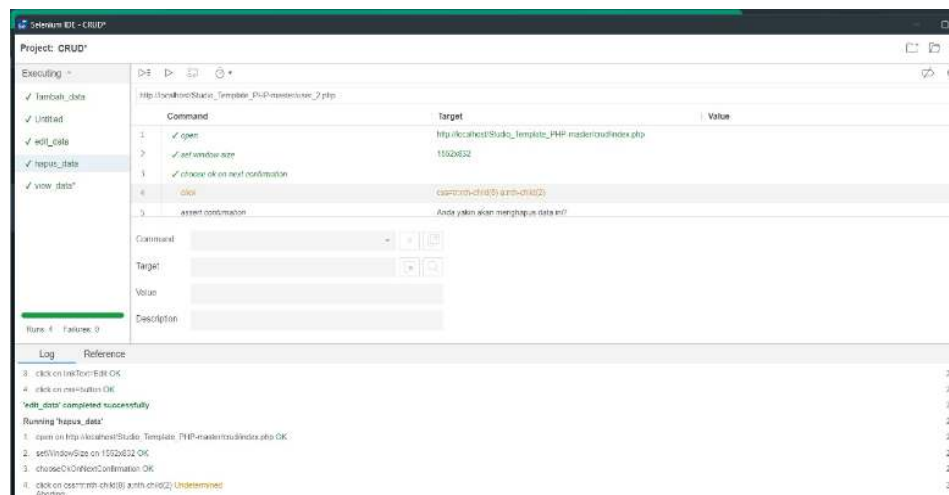 Selenium IDE - CRUD*
Project: CRUD*
Executing
✓ Tambah_data
✓ Untitled
✓ edit_data
✓ hapus_data
✓ view_data*
Runs: 4 Failures: 0
http://localhost/Studio_Template_PHP-master/user_2.php
Command Target Value
1 ✓ open http://localhost/Studio_Template_PHP-master/crud/index.php
2 ✓ set window size 1552x832
3 ✓ choose ok on next confirmation
4 click css=tr:nth-child(6) a:nth-child(2)
5 assert confirmation Anda yakin akan menghapus data ini?
Command
Target
Value
Description
Log Reference
3. click on linkText=Edit OK
4. click on css=button OK
'edit_data' completed successfully
Running 'hapus_data'
1. open on http://localhost/Studio_Template_PHP-master/crud/index.php OK
2. setWindowSize on 1552x832 OK
3. chooseOkOnNextConfirmation OK
4. click on css=tr:nth-child(6) a:nth-child(2) Undetermined
Aborting